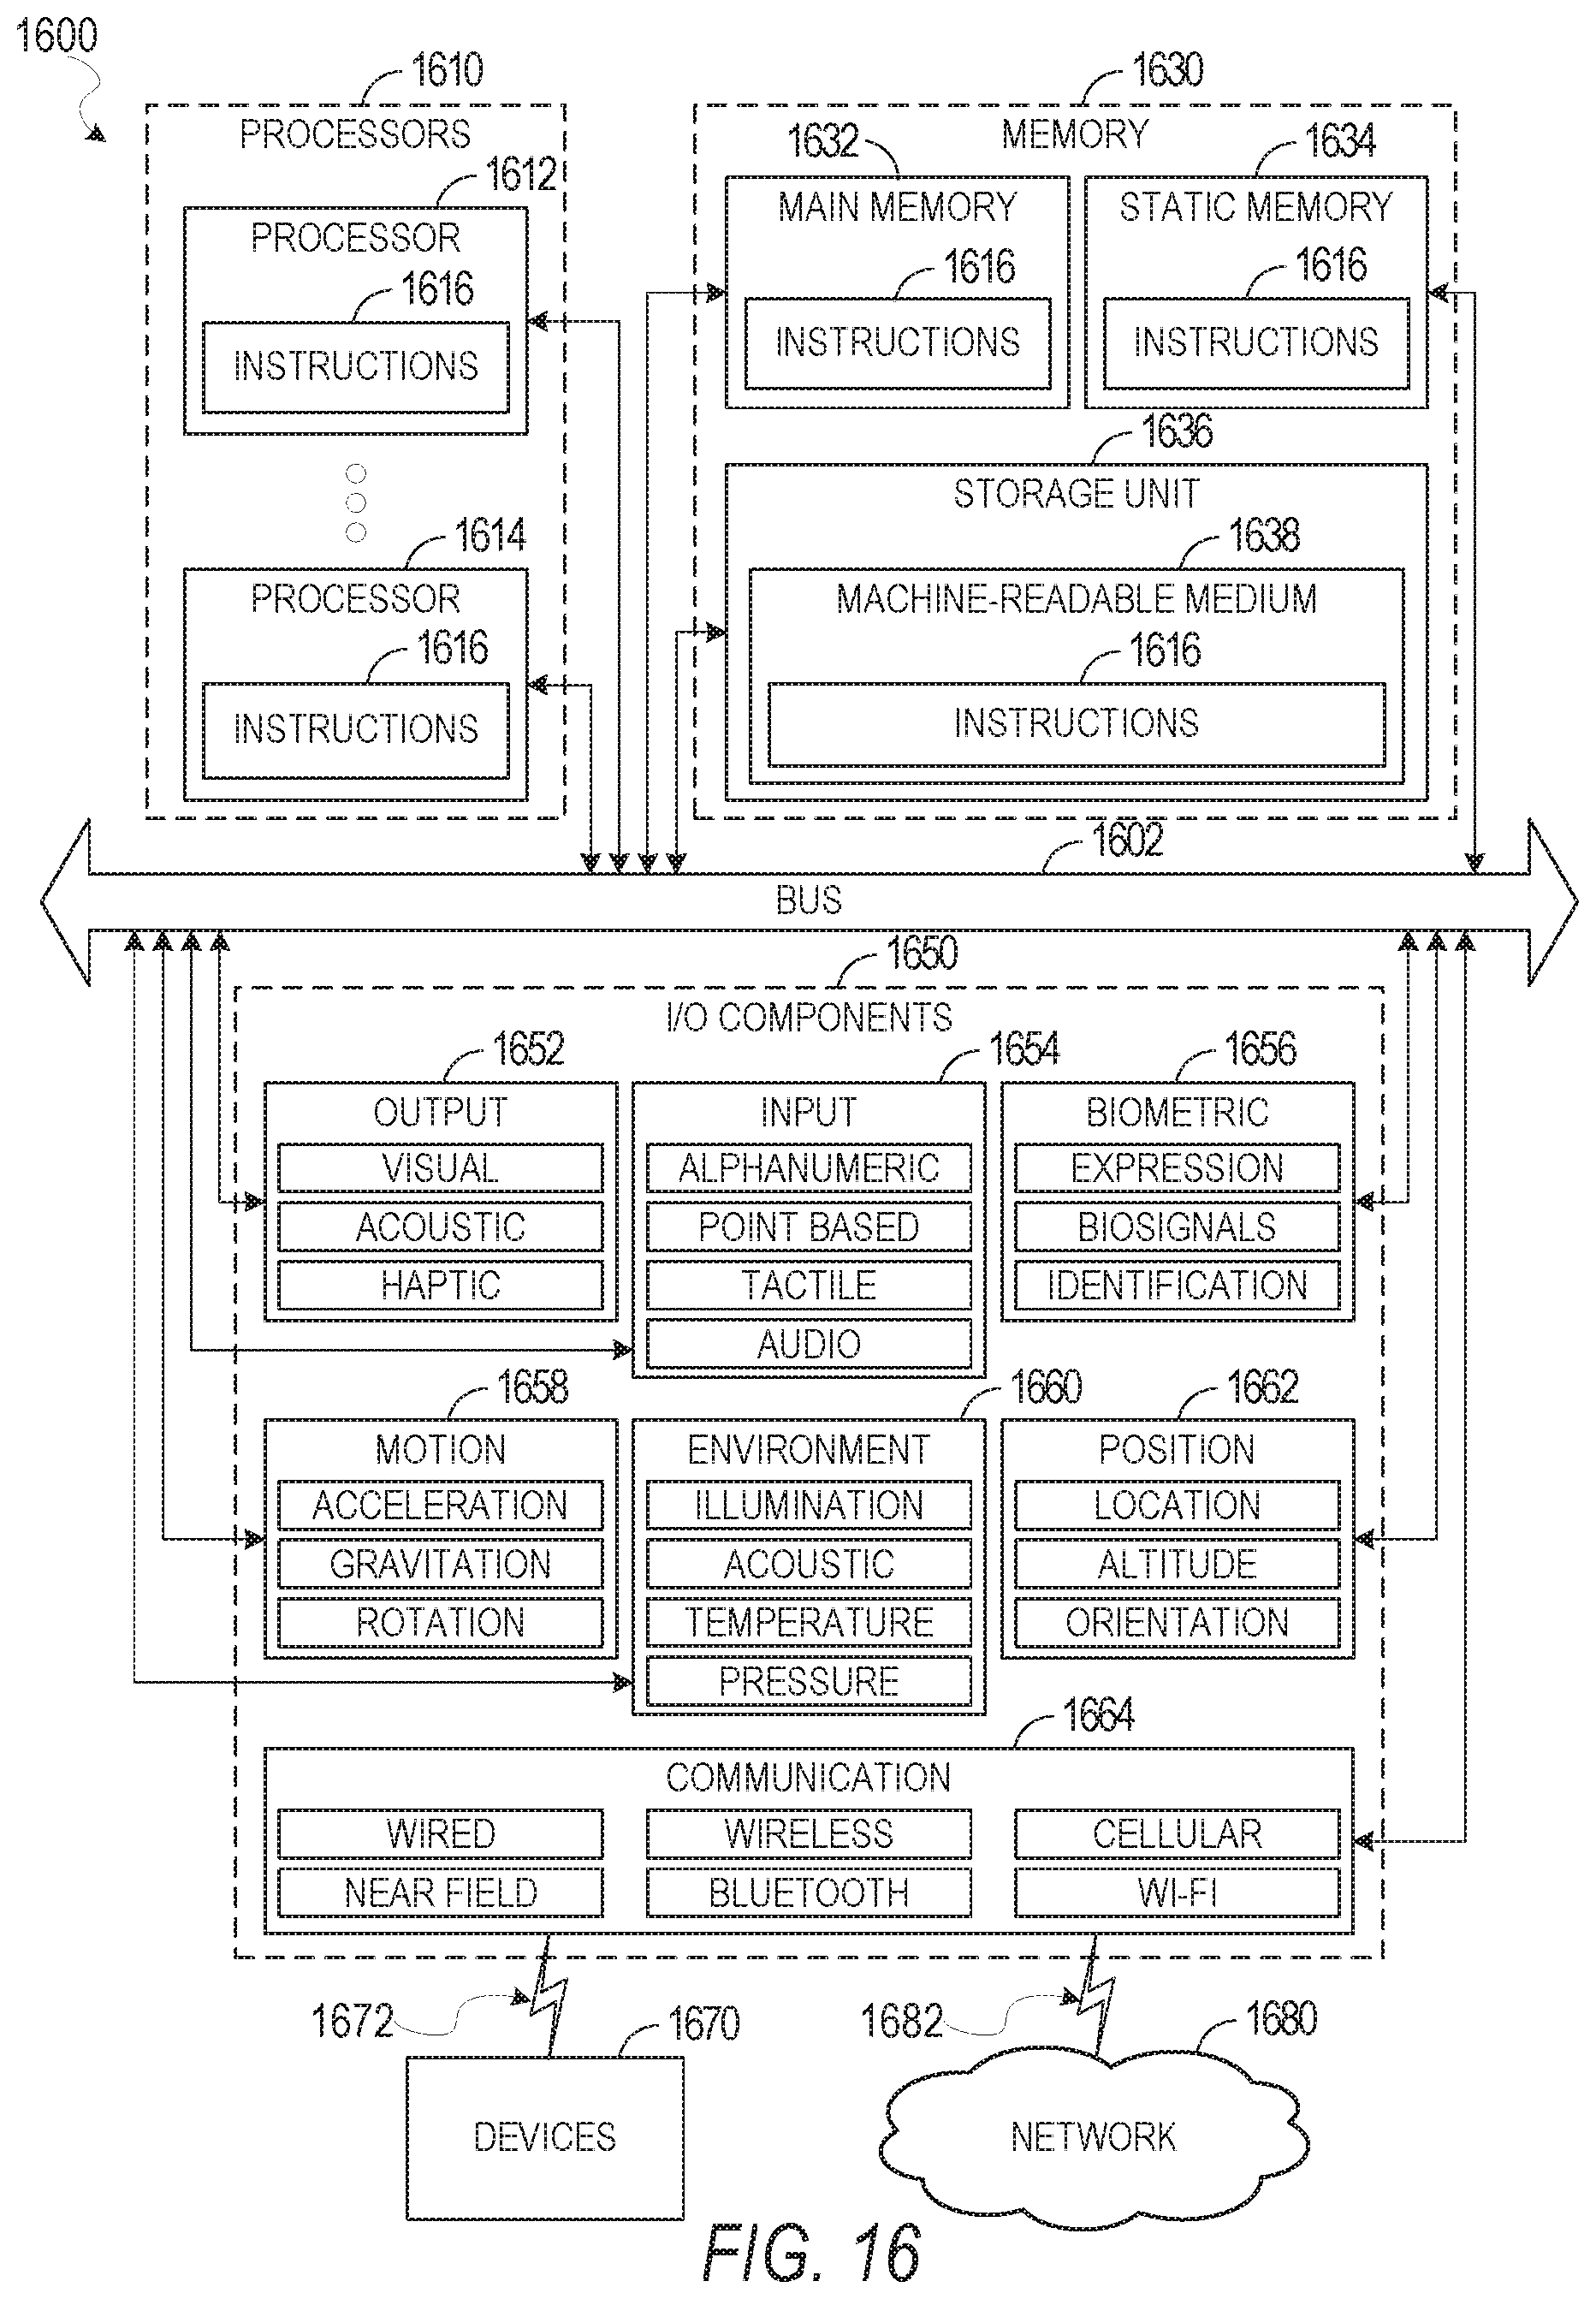 1600
1610
PROCESSORS
1612
PROCESSOR
1616
INSTRUCTIONS
1614
PROCESSOR
1616
INSTRUCTIONS
1630
MEMORY
1632
MAIN MEMORY
1616
INSTRUCTIONS
1634
STATIC MEMORY
1616
INSTRUCTIONS
1636
STORAGE UNIT
1638
MACHINE-READABLE MEDIUM
1616
INSTRUCTIONS
1602
BUS
1650
I/O COMPONENTS
1652
OUTPUT
VISUAL
ACOUSTIC
HAPTIC
1654
INPUT
ALPHANUMERIC
POINT BASED
TACTILE
AUDIO
1656
BIOMETRIC
EXPRESSION
BIOSIGNALS
IDENTIFICATION
1658
MOTION
ACCELERATION
GRAVITATION
ROTATION
1660
ENVIRONMENT
ILLUMINATION
ACOUSTIC
TEMPERATURE
PRESSURE
1662
POSITION
LOCATION
ALTITUDE
ORIENTATION
1664
COMMUNICATION
WIRED
WIRELESS
CELLULAR
NEAR FIELD
BLUETOOTH
WI-FI
1672
1670
DEVICES
1682
1680
NETWORK
FIG. 16